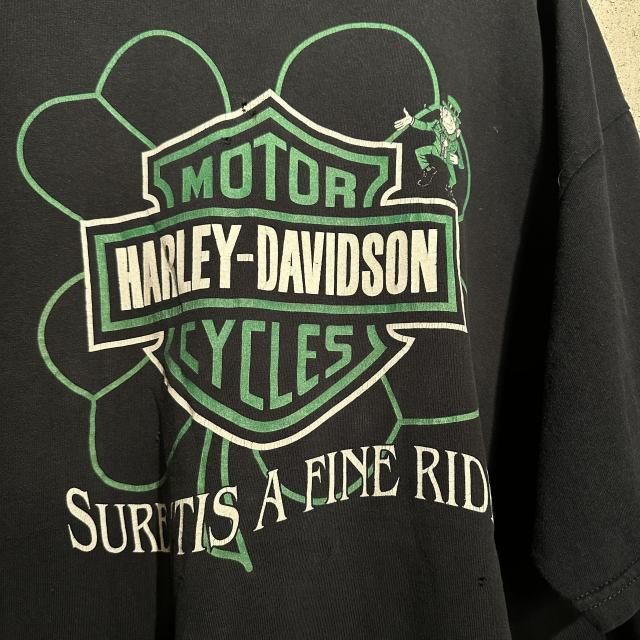 MOTOR
HARLEY-DAVIDSON
CYCLES
SURE 'TIS A FINE RID